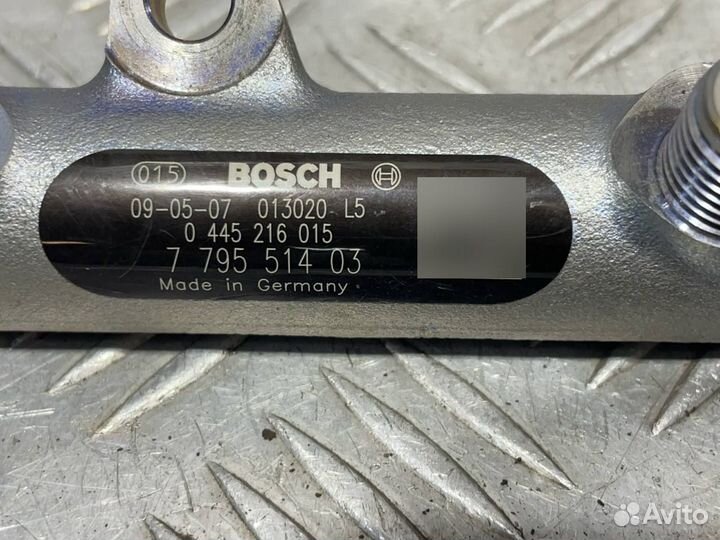 015 BOSCH
09-05-07 013020 L5
0 445 216 015
7 795 514 03
Made in Germany
Avito